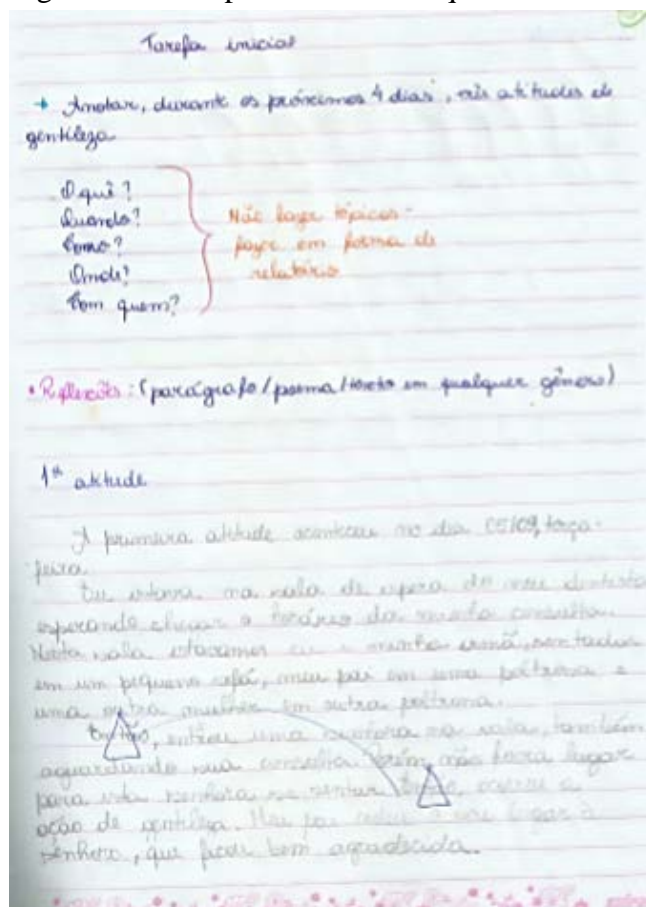 Tarefa inicial
→ Anotar, durante os próximos 4 dias, três atitudes de
gentileza
O quê?
Quando?
Como?
Onde?
Com quem?
Não fazer tópicos -
fazer em forma de
relatório
• Reflexões: (parágrafo/poema/texto em qualquer gênero)
1ª atitude
A primeira atitude aconteceu no dia 05/09, terça-
feira.
Eu estava na sala de espera do meu dentista
esperando chegar o horário da minha consulta.
Nesta sala estávamos eu e minha irmã, sentadas
em um pequeno sofá, meu pai em uma poltrona e
uma outra mulher em outra poltrona.
Então, entrou uma senhora na sala, também
aguardando sua consulta. Porém, não havia lugar
para esta senhora se sentar. Então, ocorreu a
ação de gentileza. Meu pai cedeu o seu lugar à
senhora, que ficou bem agradecida.